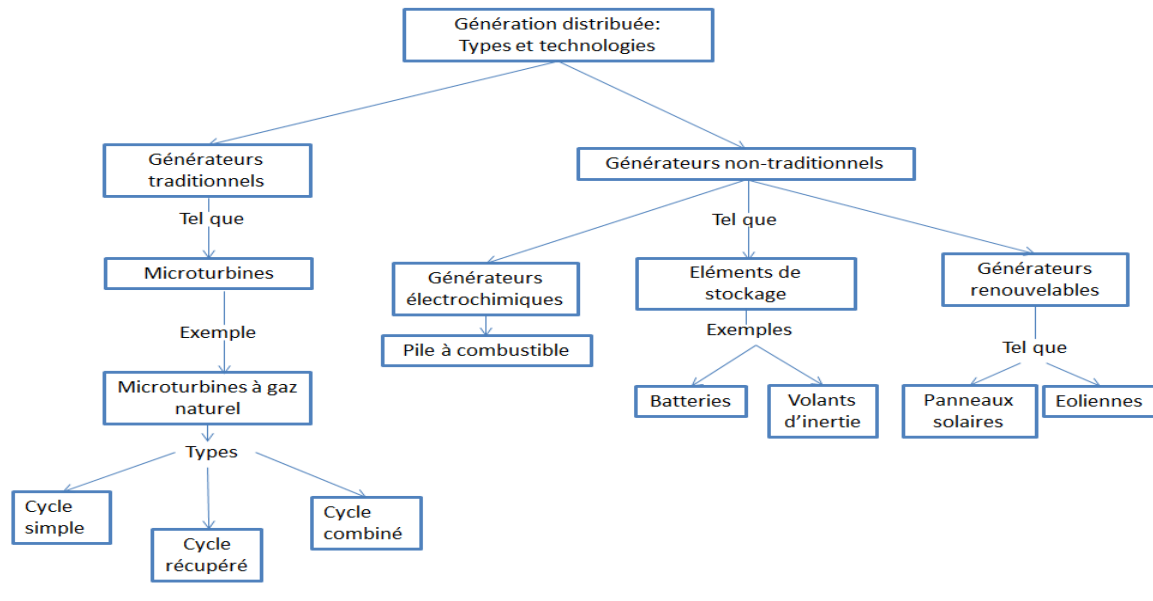 Génération distribuée:
Types et technologies
Générateurs
traditionnels
Générateurs non-traditionnels
Tel que
Tel que
Microturbines
Générateurs
électrochimiques
Eléments de
stockage
Générateurs
renouvelables
Exemple
Exemples
Pile à combustible
Tel que
Microturbines à gaz
naturel
Batteries
Volants
d’inertie
Panneaux
solaires
Eoliennes
Types
Cycle
simple
Cycle
récupéré
Cycle
combiné